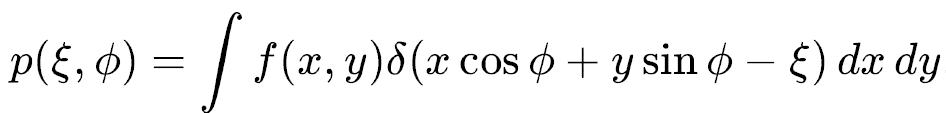 p(ξ, ϕ) = ∫ f(x, y)δ(x cos ϕ + y sin ϕ − ξ) dx dy